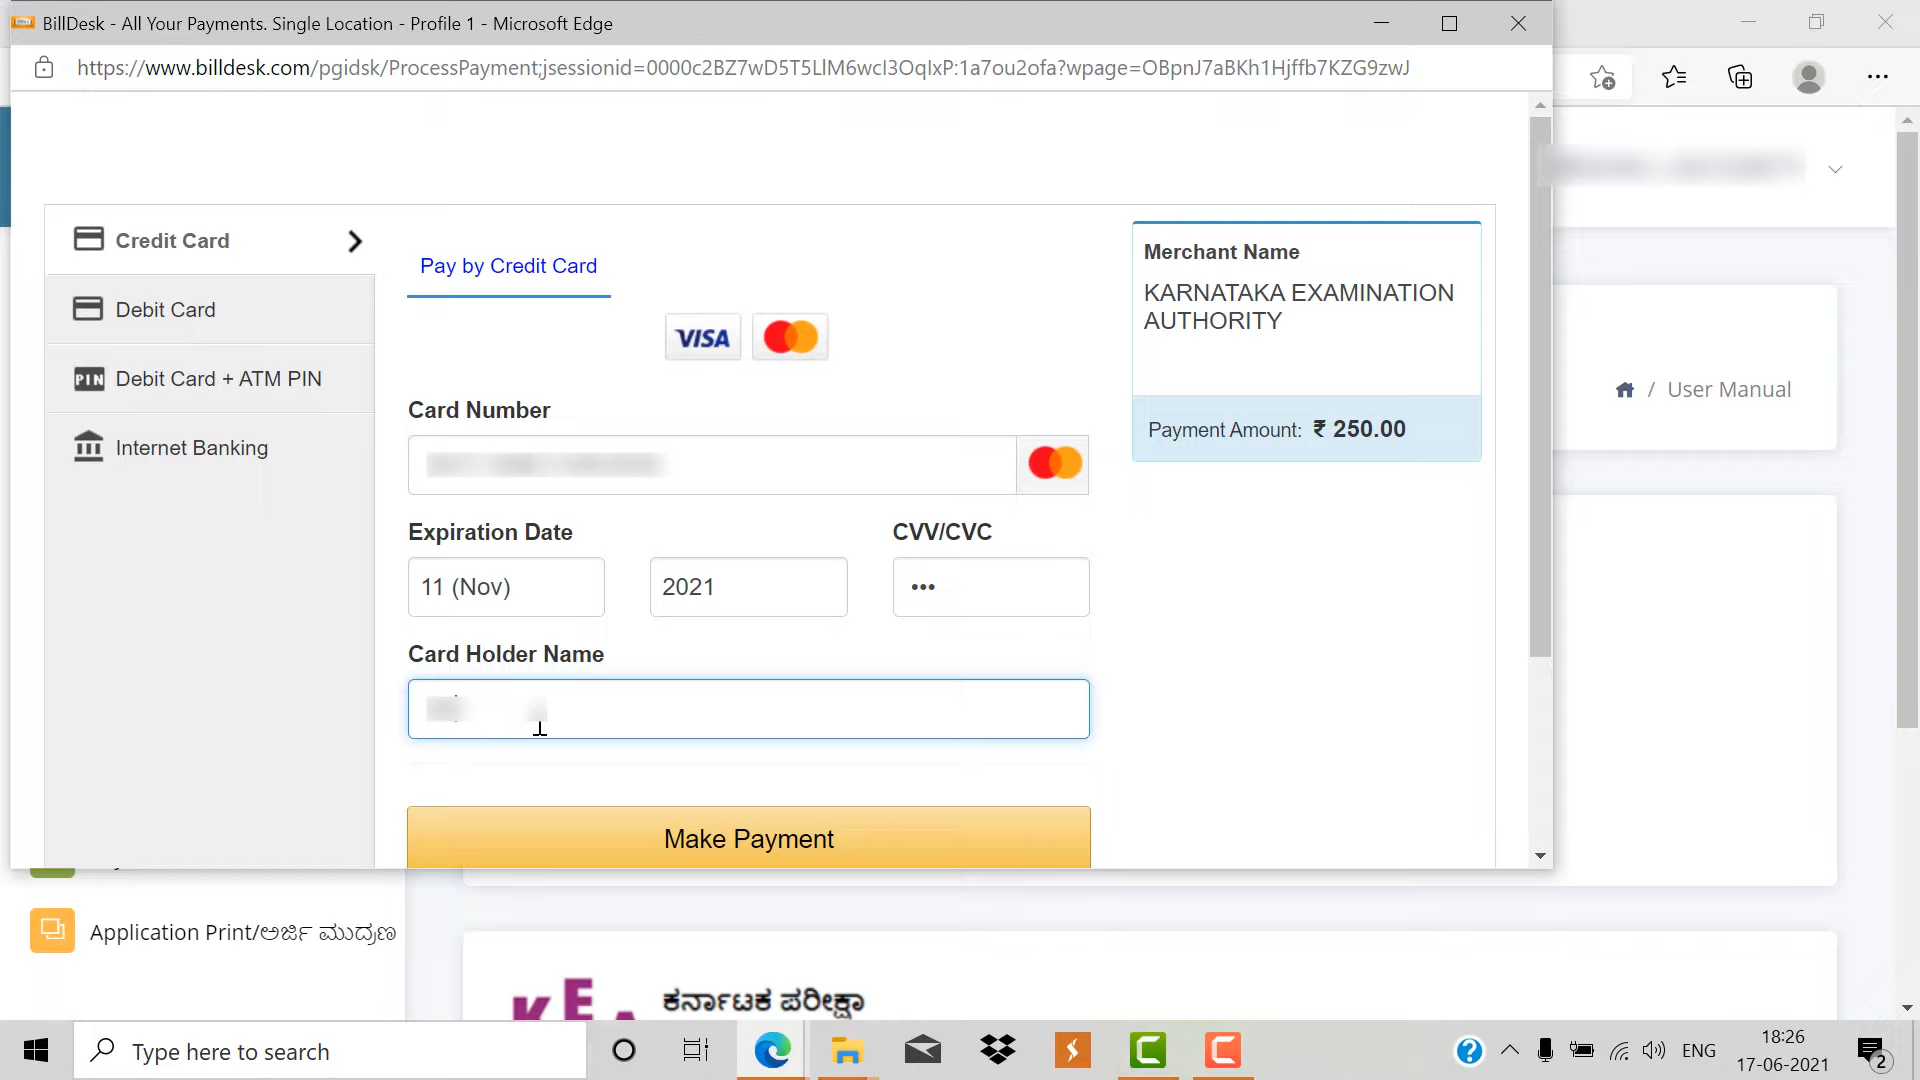 BillDesk - All Your Payments. Single Location - Profile 1 - Microsoft Edge
https://www.billdesk.com/pgidsk/ProcessPayment;jsessionid=0000c2BZ7wD5T5LlM6wcI3OqIxP:1a7ou2ofa?wpage=OBpnJ7aBKh1Hjffb7KZG9zwJ
Credit Card
Debit Card
PIN Debit Card + ATM PIN
Internet Banking
Pay by Credit Card
VISA
Card Number
Expiration Date CVV/CVC
11 (Nov) 2021 •••
Card Holder Name
Make Payment
Merchant Name
KARNATAKA EXAMINATION
AUTHORITY
Payment Amount: ₹ 250.00
/ User Manual
Application Print/ಅರ್ಜಿ ಮುದ್ರಣ
KEA
ಕರ್ನಾಟಕ ಪರೀಕ್ಷಾ
Type here to search
ENG
18:26
17-06-2021
2